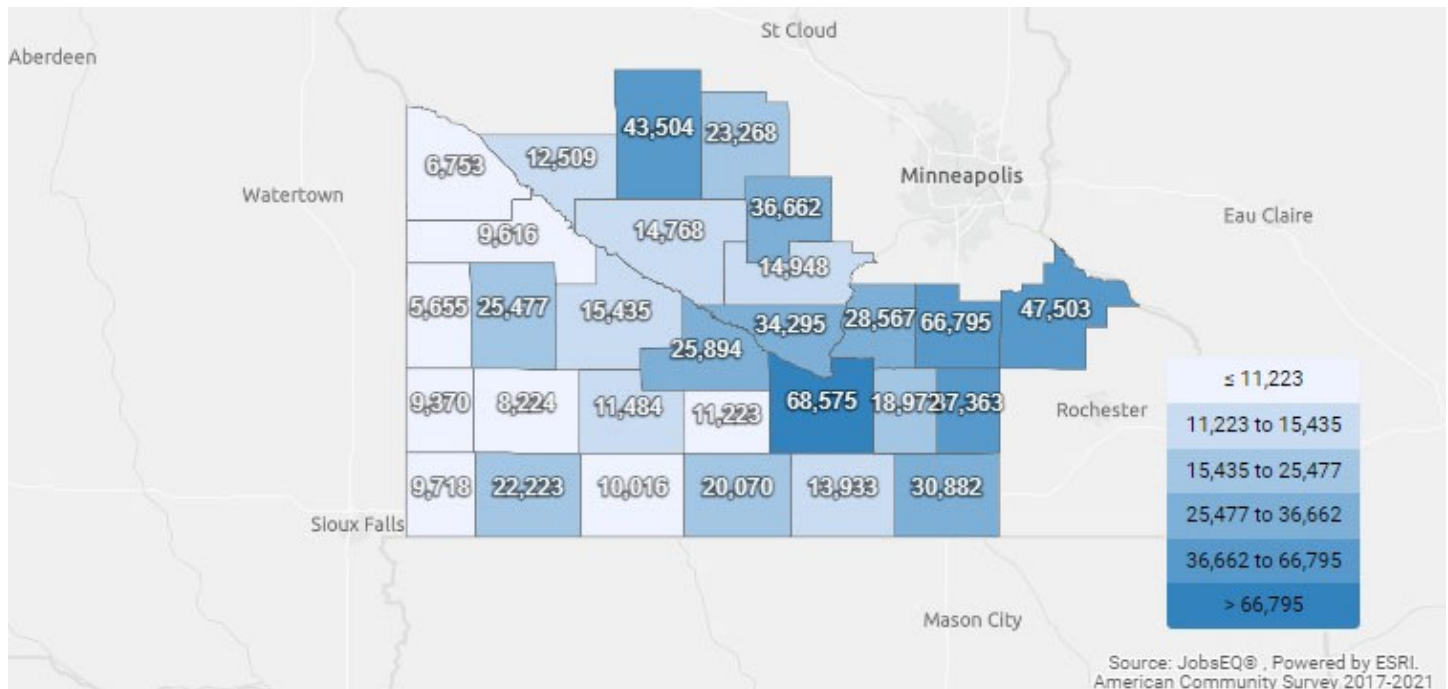 St Cloud
Aberdeen
43,504
23,268
6,753
12,509
Minneapolis
Watertown
36,662
Eau Claire
9,616
14,768
14,948
5,655
25,477
15,435
34,295
28,567
66,795
47,503
25,894
9,370
8,224
11,484
11,223
68,575
18,972
37,363
Rochester
9,718
22,223
10,016
20,070
13,933
30,882
Sioux Falls
Mason City
≤ 11,223
11,223 to 15,435
15,435 to 25,477
25,477 to 36,662
36,662 to 66,795
> 66,795
Source: JobsEQ® , Powered by ESRI.
American Community Survey 2017-2021